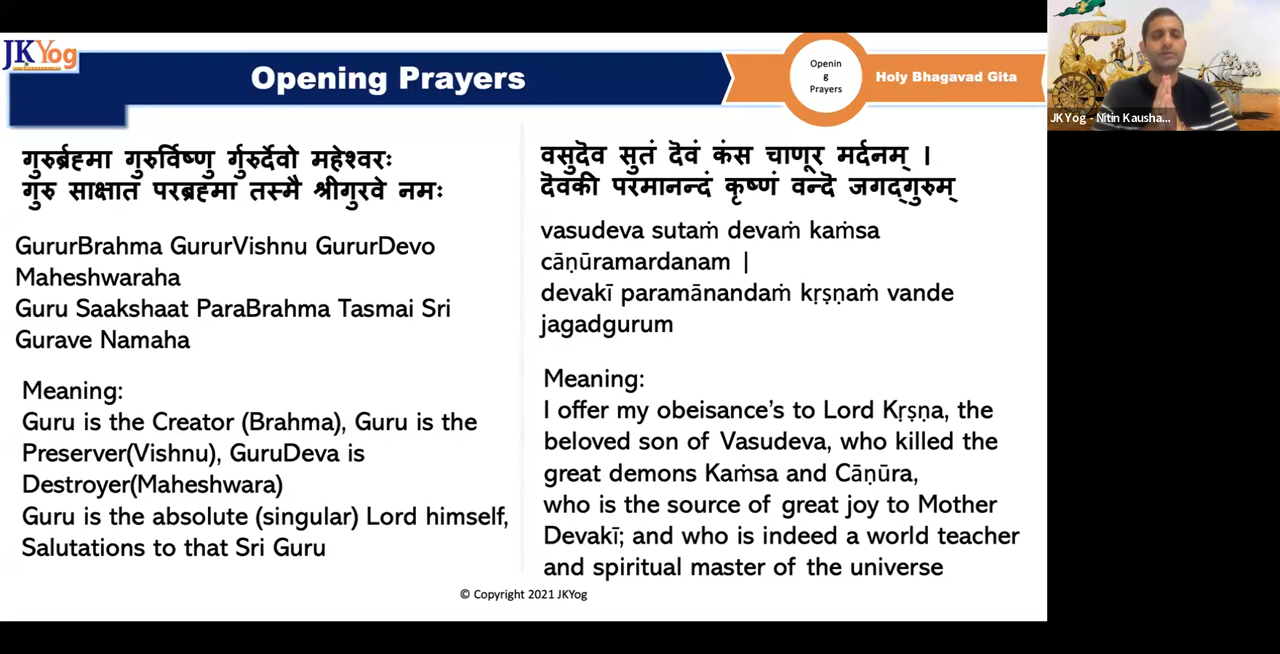 JKYog
Opening Prayers
Openin
g
Prayers
Holy Bhagavad Gita
JKYog - Nitin Kausha...
गुरुर्ब्रह्मा गुरुर्विष्णु र्गुरुर्देवो महेश्वरः
गुरु साक्षात परब्रह्मा तस्मै श्रीगुरवे नमः
GururBrahma GururVishnu GururDevo
Maheshwaraha
Guru Saakshaat ParaBrahma Tasmai Sri
Gurave Namaha
Meaning:
Guru is the Creator (Brahma), Guru is the
Preserver(Vishnu), GuruDeva is
Destroyer(Maheshwara)
Guru is the absolute (singular) Lord himself,
Salutations to that Sri Guru
वसुदॆव सुतं दॆवं कंस चाणूर मर्दनम् ।
दॆवकी परमानन्दं कृष्णं वन्दॆ जगद्गुरुम्
vasudeva sutaṁ devaṁ kaṁsa
cāṇūramardanam |
devakī paramānandaṁ kṛṣṇaṁ vande
jagadgurum
Meaning:
I offer my obeisance’s to Lord Kṛṣṇa, the
beloved son of Vasudeva, who killed the
great demons Kaṁsa and Cāṇūra,
who is the source of great joy to Mother
Devakī; and who is indeed a world teacher
and spiritual master of the universe
© Copyright 2021 JKYog